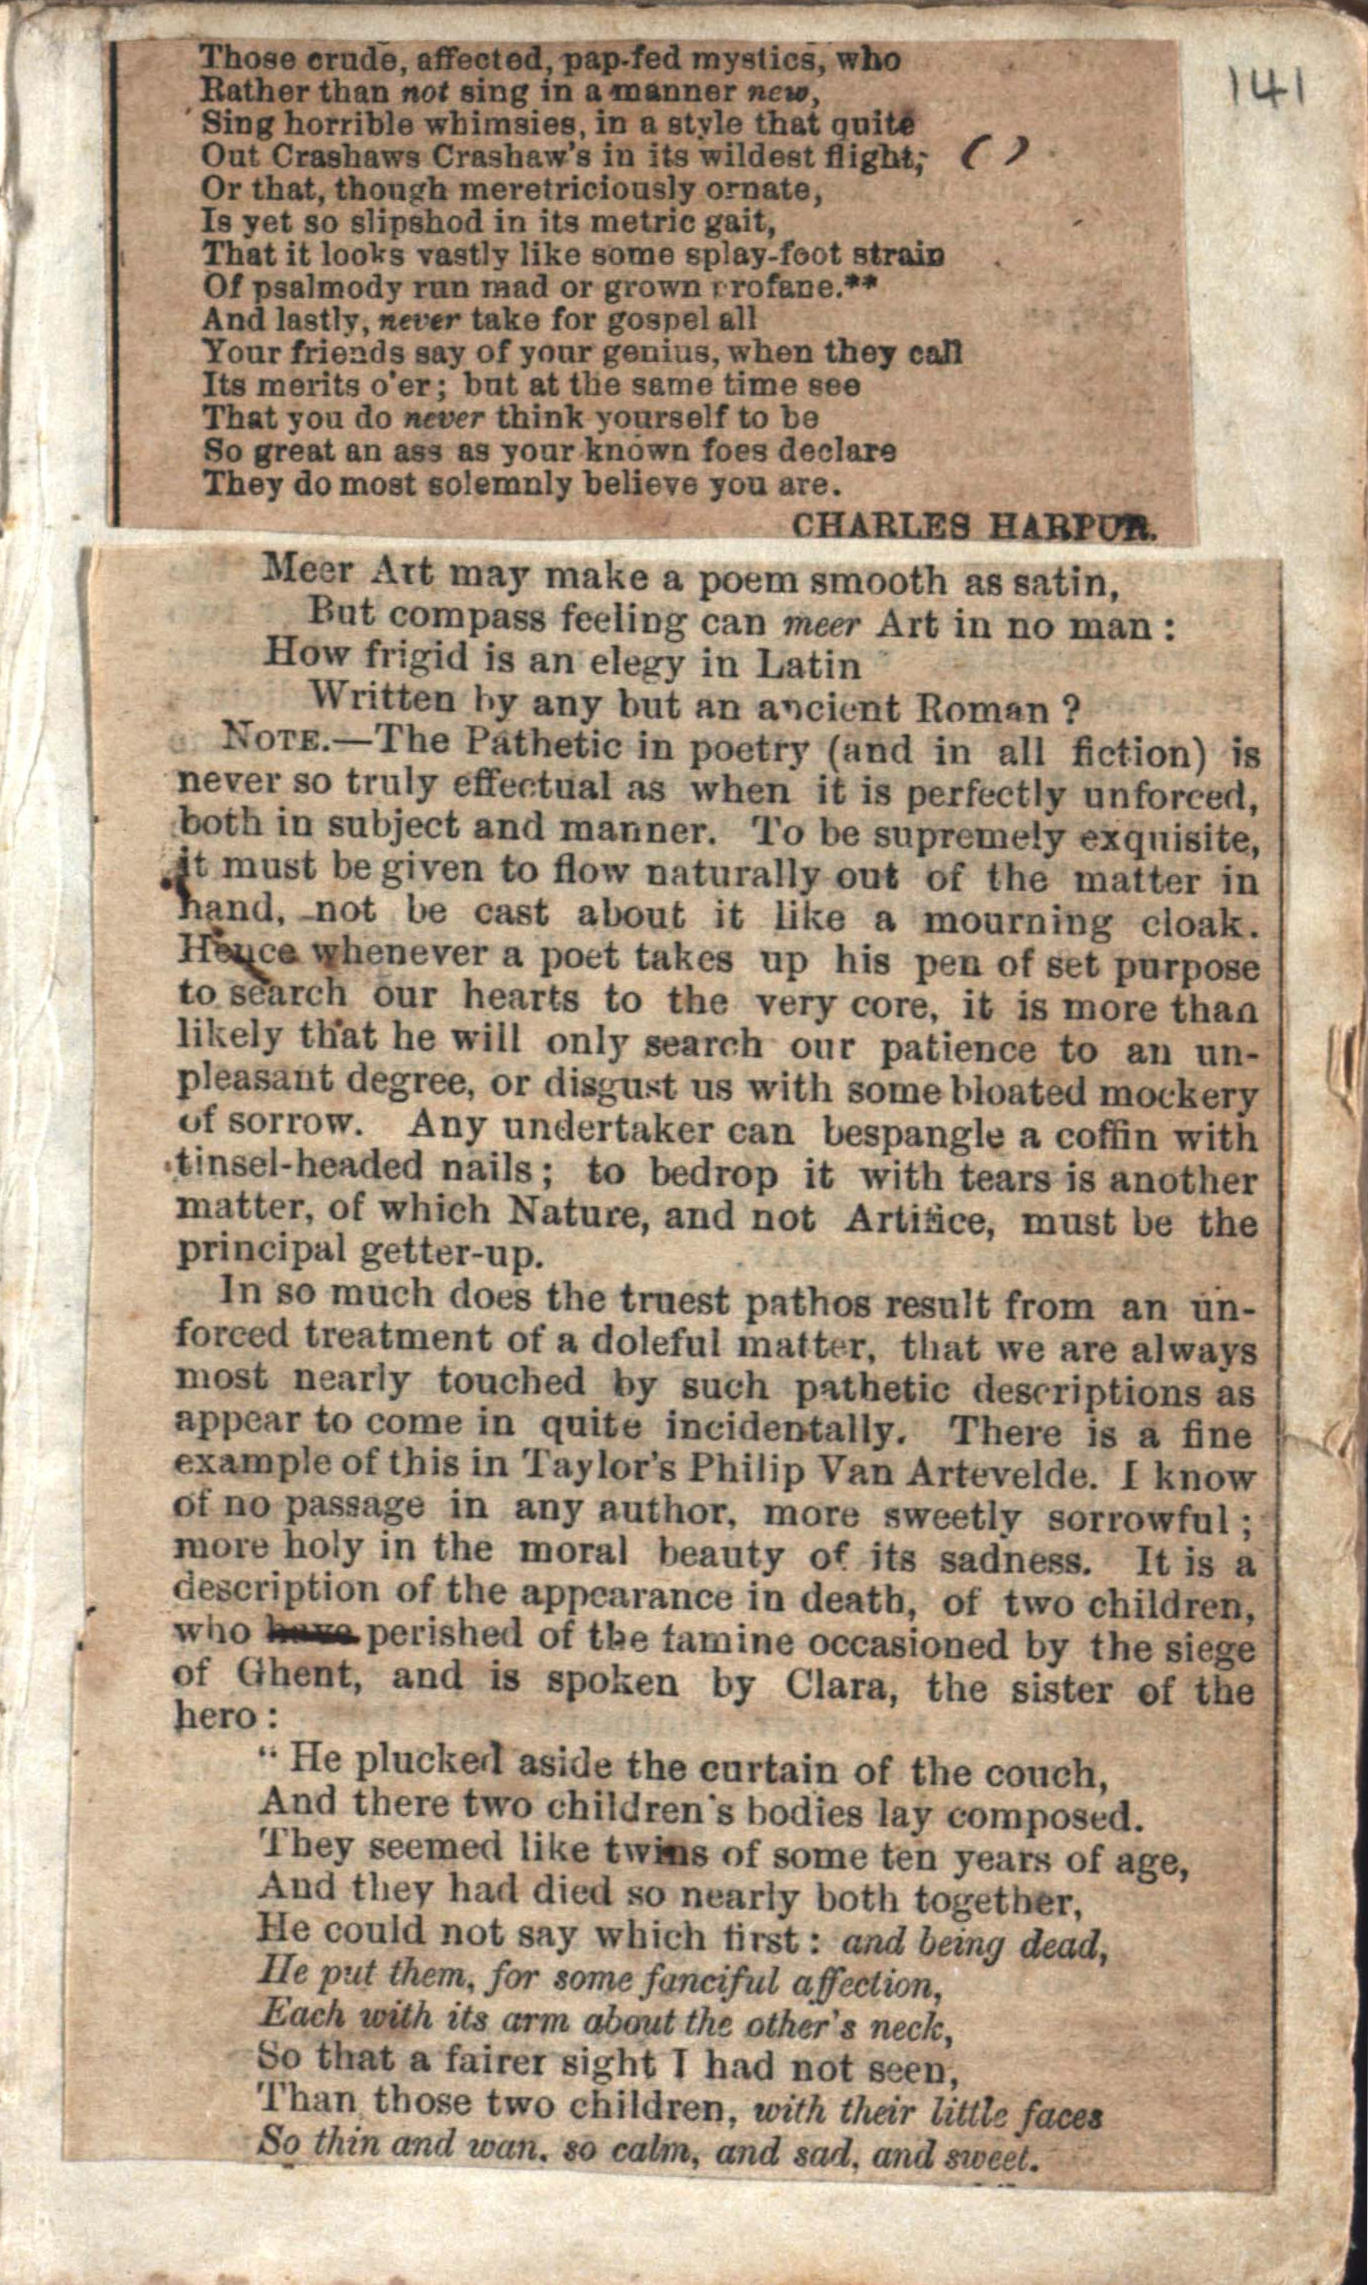 141
Those crude, affected, pap-fed mystics, who
Rather than not sing in a manner new,
Sing horrible whimsies, in a style that quite
Out Crashaws Crashaw's in its wildest flight; ( )
Or that, though meretriciously ornate,
Is yet so slipshod in its metric gait,
That it looks vastly like some splay-foot strain
Of psalmody run mad or grown profane.**
And lastly, never take for gospel all
Your friends say of your genius, when they call
Its merits o'er; but at the same time see
That you do never think yourself to be
So great an ass as your known foes declare
They do most solemnly believe you are.
CHARLES HARPUR.
Meer Art may make a poem smooth as satin,
But compass feeling can meer Art in no man:
How frigid is an elegy in Latin
Written by any but an ancient Roman?
NOTE.—The Pathetic in poetry (and in all fiction) is
never so truly effectual as when it is perfectly unforced,
both in subject and manner. To be supremely exquisite,
it must be given to flow naturally out of the matter in
hand, not be cast about it like a mourning cloak.
Hence whenever a poet takes up his pen of set purpose
to search our hearts to the very core, it is more than
likely that he will only search our patience to an un-
pleasant degree, or disgust us with some bloated mockery
of sorrow. Any undertaker can bespangle a coffin with
tinsel-headed nails; to bedrop it with tears is another
matter, of which Nature, and not Artifice, must be the
principal getter-up.
In so much does the truest pathos result from an un-
forced treatment of a doleful matter, that we are always
most nearly touched by such pathetic descriptions as
appear to come in quite incidentally. There is a fine
example of this in Taylor's Philip Van Artevelde. I know
of no passage in any author, more sweetly sorrowful;
more holy in the moral beauty of its sadness. It is a
description of the appearance in death, of two children,
who have perished of the famine occasioned by the siege
of Ghent, and is spoken by Clara, the sister of the
hero:
"He plucked aside the curtain of the couch,
And there two children's bodies lay composed.
They seemed like twins of some ten years of age,
And they had died so nearly both together,
He could not say which first: and being dead,
He put them, for some fanciful affection,
Each with its arm about the other's neck,
So that a fairer sight I had not seen,
Than those two children, with their little faces
So thin and wan, so calm, and sad, and sweet.